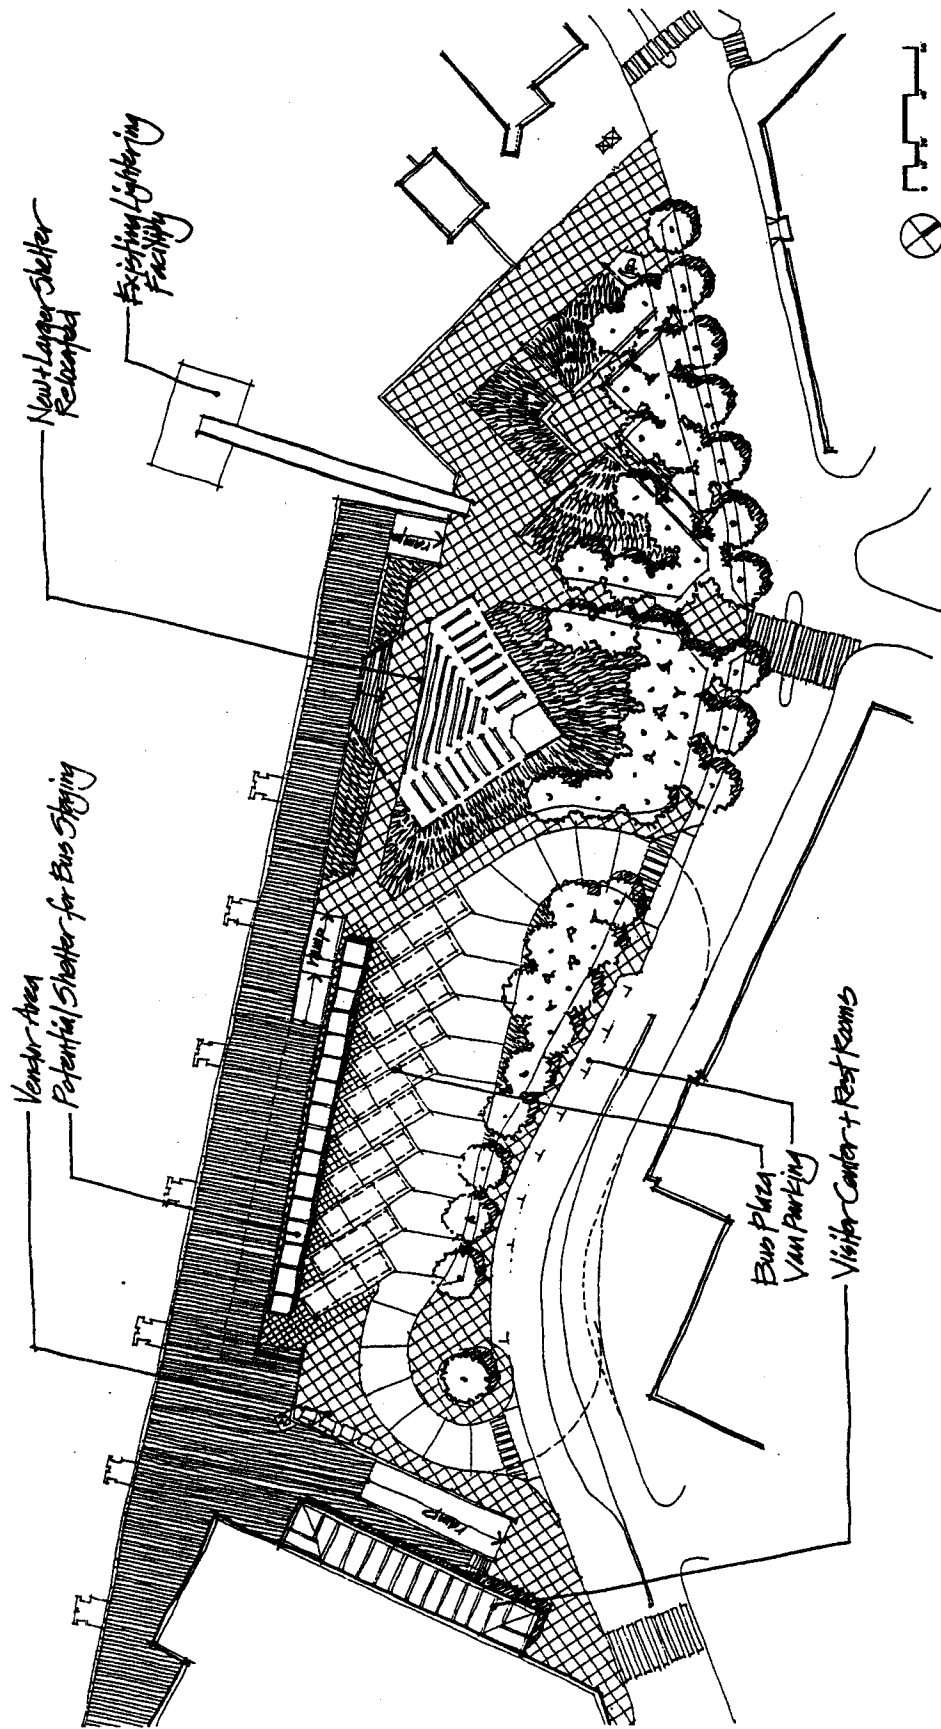 Vendor Area
Potential Shelter for Bus Staging
New + Larger Shelter
Relocated
Existing Lightering
Facility
ramp
ramp
ramp
Bus Plaza
Van Parking
Visitor Center + Rest Rooms